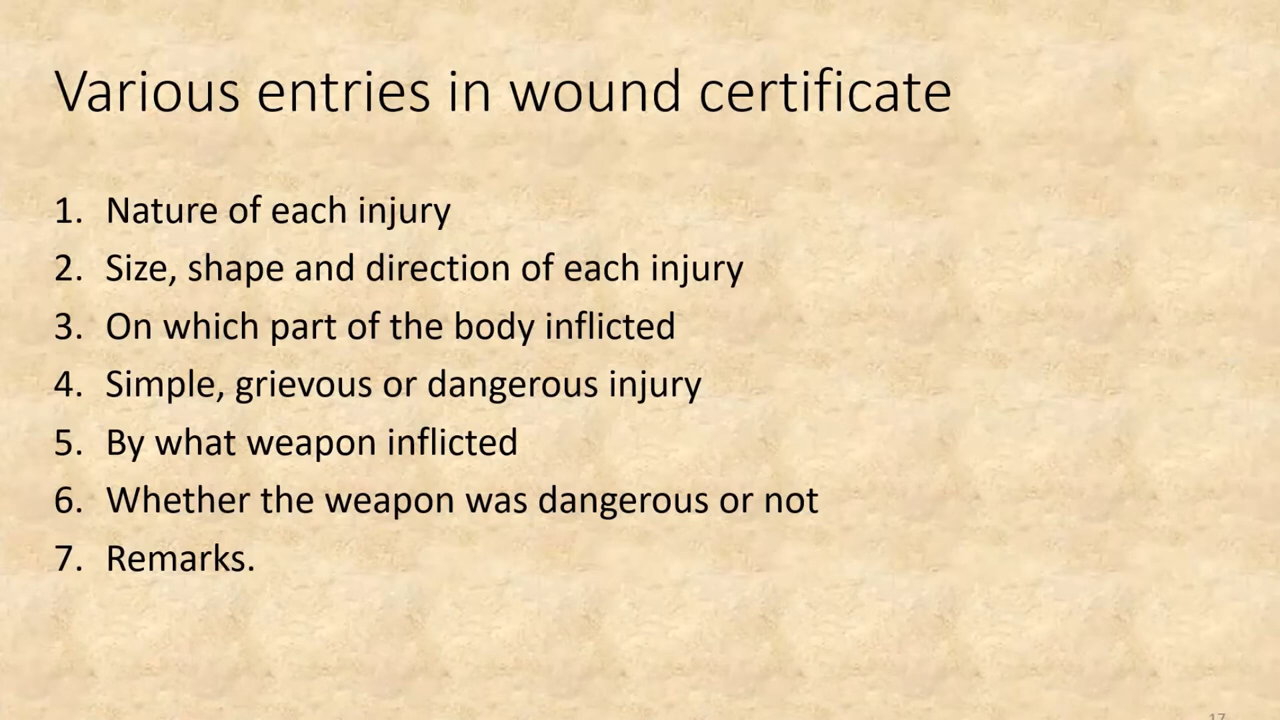 Various entries in wound certificate
1. Nature of each injury
2. Size, shape and direction of each injury
3. On which part of the body inflicted
4. Simple, grievous or dangerous injury
5. By what weapon inflicted
6. Whether the weapon was dangerous or not
7. Remarks.
17